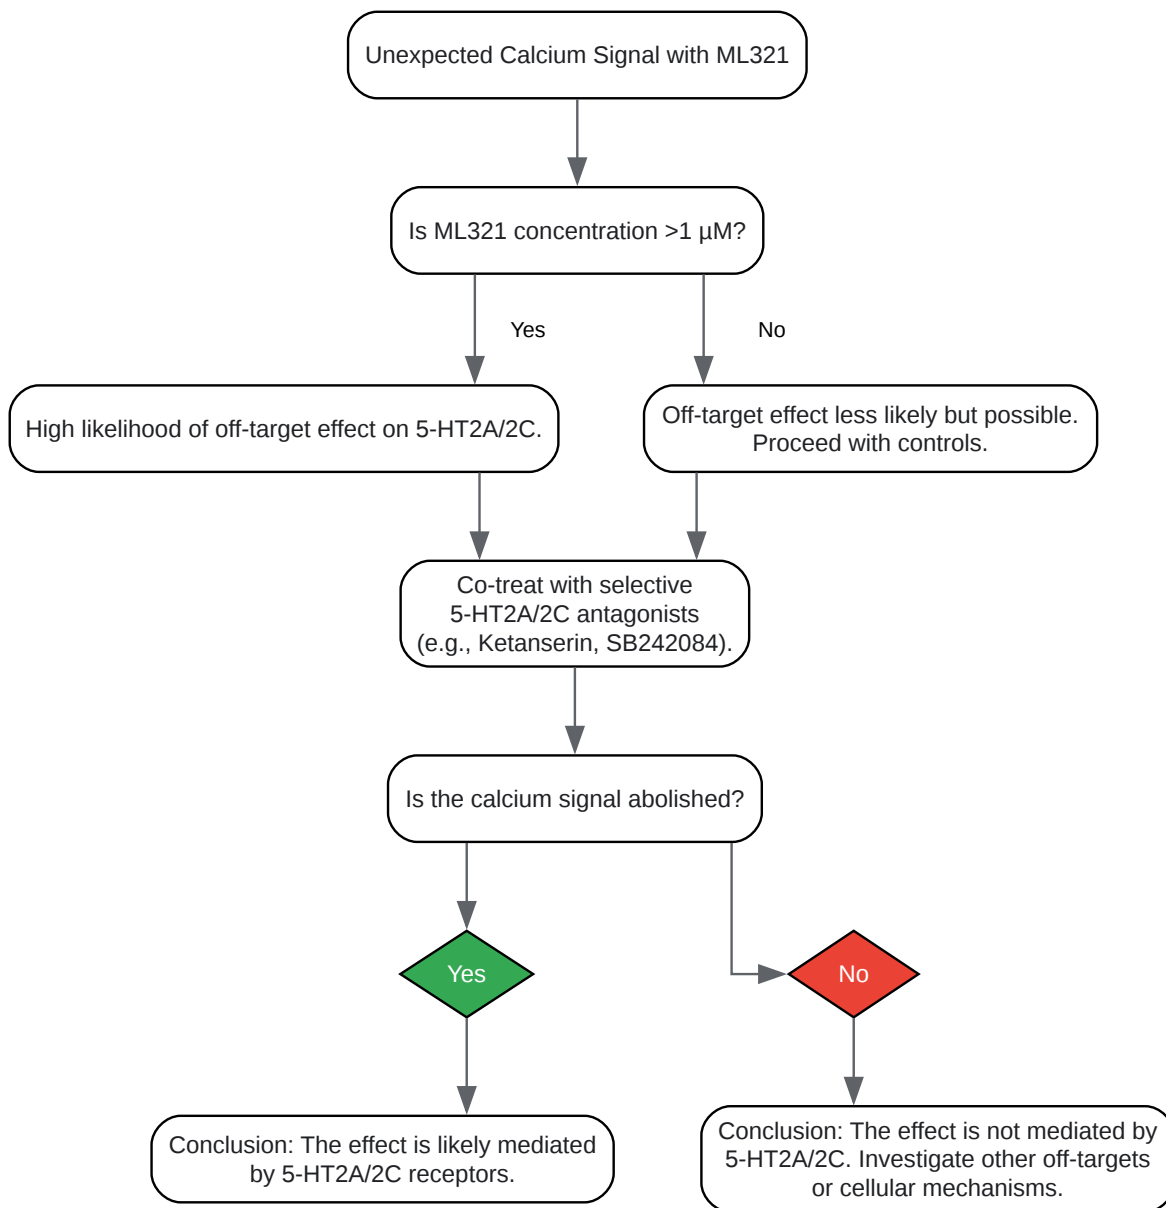 Unexpected Calcium Signal with ML321
Is ML321 concentration >1 µM?
Yes
No
High likelihood of off-target effect on 5-HT2A/2C.
Off-target effect less likely but possible.
Proceed with controls.
Co-treat with selective
5-HT2A/2C antagonists
(e.g., Ketanserin, SB242084).
Is the calcium signal abolished?
Yes
No
Conclusion: The effect is likely mediated
by 5-HT2A/2C receptors.
Conclusion: The effect is not mediated by
5-HT2A/2C. Investigate other off-targets
or cellular mechanisms.